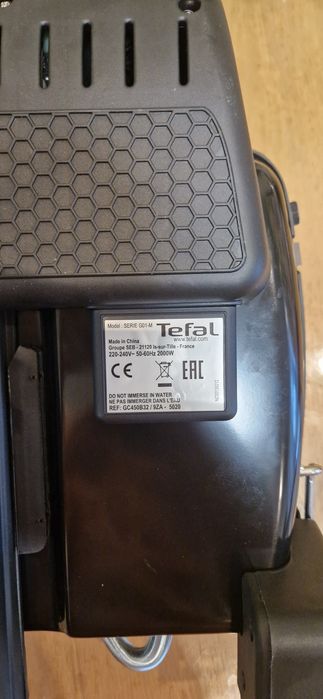 Model : SERIE G01-M
Tefal
www.tefal.com
Made in China
Groupe SEB - 21120 Is-sur-Tille - France
220-240V~ 50-60Hz 2000W
CE
EAC
DO NOT IMMERSE IN WATER
NE PAS IMMERGER DANS L'EAU
REF: GC450B32 / 9ZA - 5020